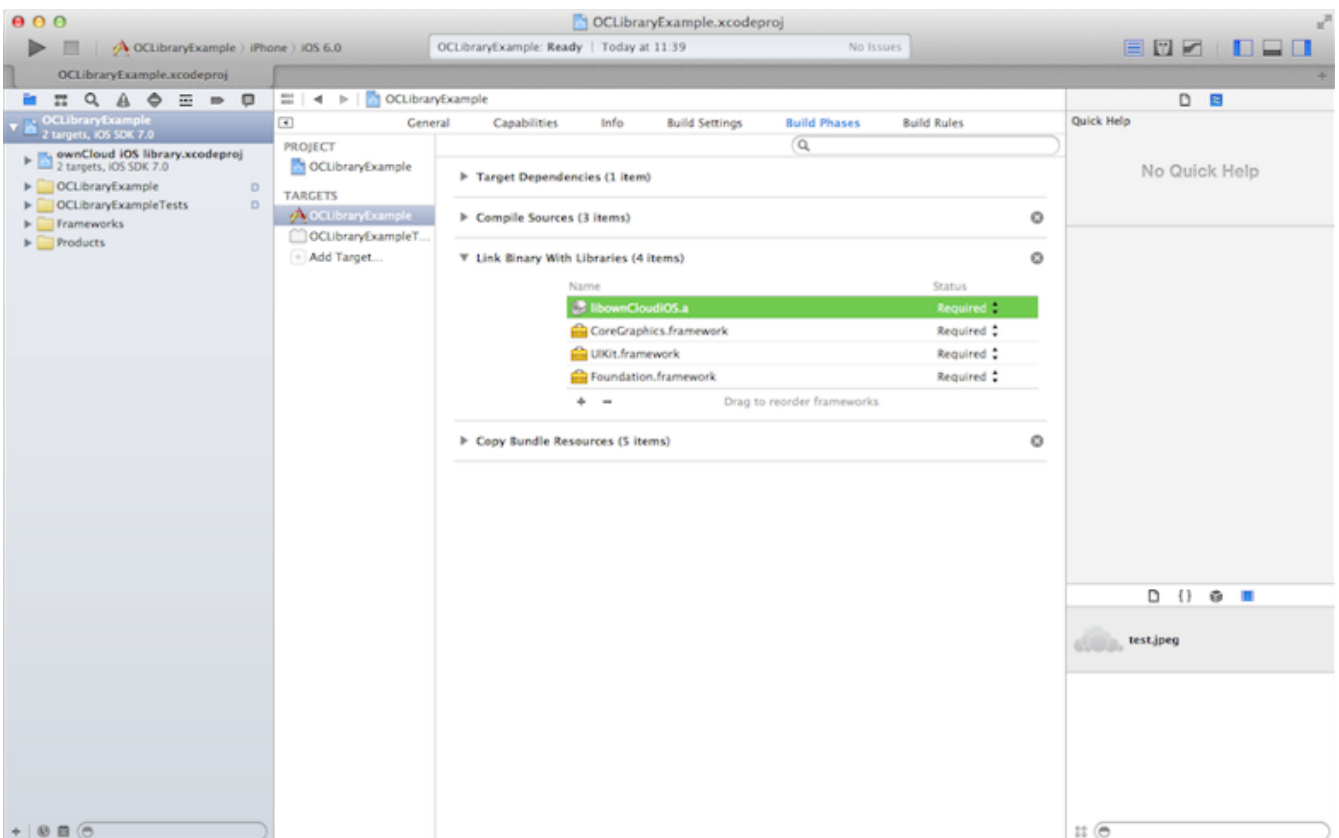 OCLibraryExample.xcodeproj
OCLibraryExample 〉 iPhone 〉 iOS 6.0
OCLibraryExample: Ready | Today at 11:39
No Issues
OCLibraryExample.xcodeproj
+
OCLibraryExample
2 targets, iOS SDK 7.0
ownCloud iOS library.xcodeproj
2 targets, iOS SDK 7.0
OCLibraryExample D
OCLibraryExampleTests D
Frameworks
Products
OCLibraryExample
General Capabilities Info Build Settings Build Phases Build Rules
PROJECT
OCLibraryExample
TARGETS
OCLibraryExample
OCLibraryExampleT...
Add Target...
Target Dependencies (1 item)
Compile Sources (3 items)
Link Binary With Libraries (4 items)
Name Status
libownCloudiOS.a Required
CoreGraphics.framework Required
UIKit.framework Required
Foundation.framework Required
+ − Drag to reorder frameworks
Copy Bundle Resources (5 items)
Quick Help
No Quick Help
{}
test.jpeg
+